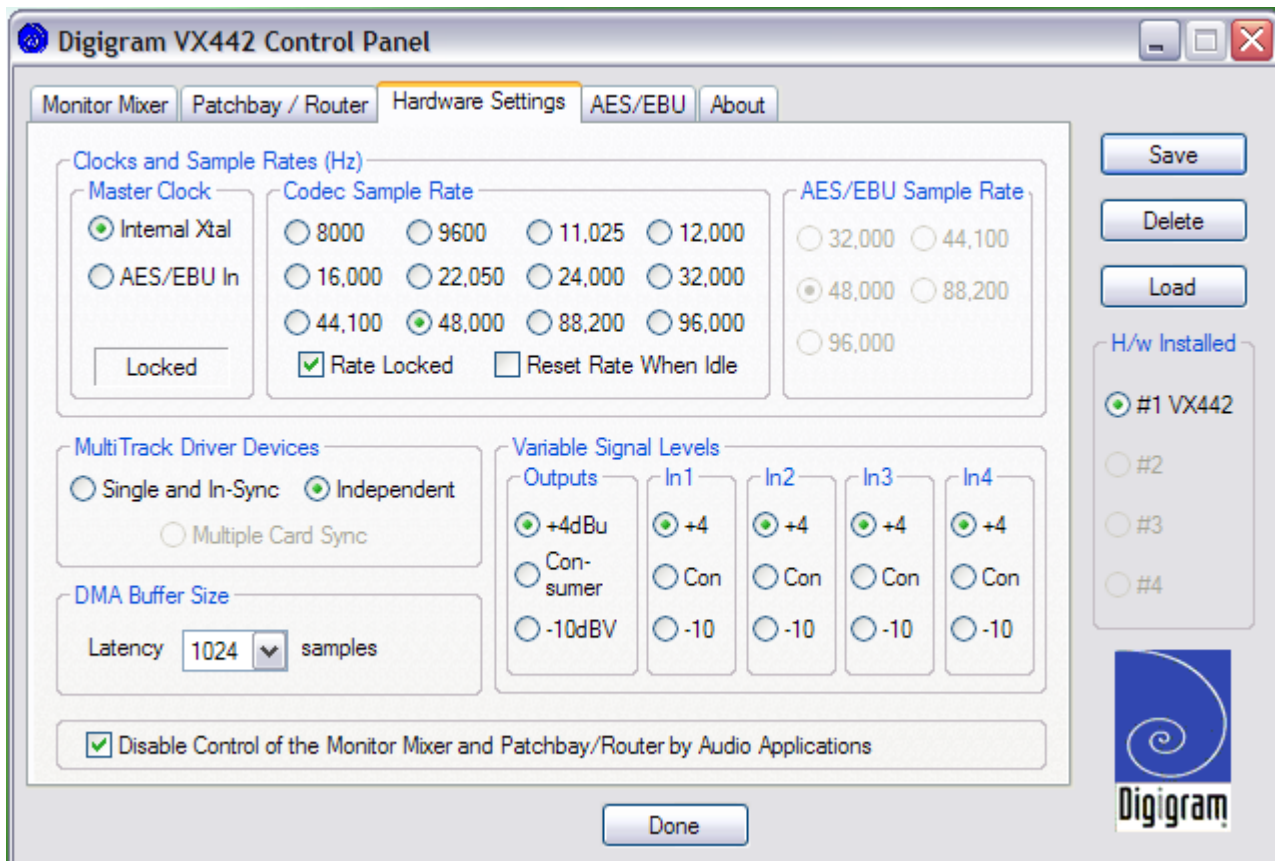 Digigram VX442 Control Panel
Monitor Mixer Patchbay / Router Hardware Settings AES/EBU About
Clocks and Sample Rates (Hz)
Master Clock
Internal Xtal
AES/EBU In
Locked
Codec Sample Rate
8000 9600 11,025 12,000
16,000 22,050 24,000 32,000
44,100 48,000 88,200 96,000
Rate Locked Reset Rate When Idle
AES/EBU Sample Rate
32,000 44,100
48,000 88,200
96,000
MultiTrack Driver Devices
Single and In-Sync Independent
Multiple Card Sync
DMA Buffer Size
Latency 1024 samples
Variable Signal Levels
Outputs
+4dBu
Con-
sumer
-10dBV
In1
+4
Con
-10
In2
+4
Con
-10
In3
+4
Con
-10
In4
+4
Con
-10
Disable Control of the Monitor Mixer and Patchbay/Router by Audio Applications
Save
Delete
Load
H/w Installed
#1 VX442
#2
#3
#4
Digigram
Done